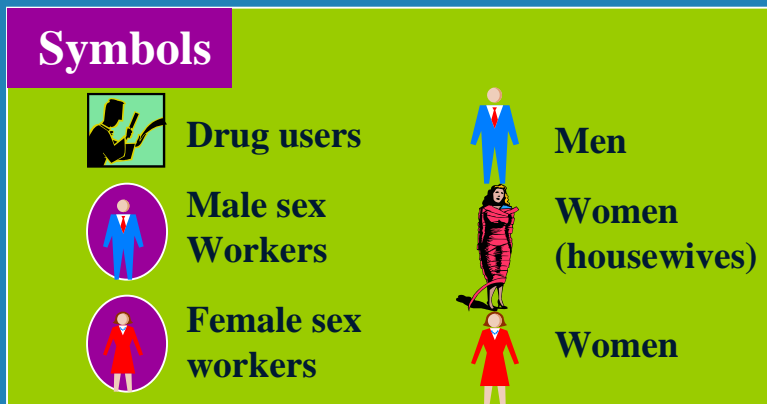 Symbols
Drug users
Male sex
Workers
Female sex
workers
Men
Women
(housewives)
Women